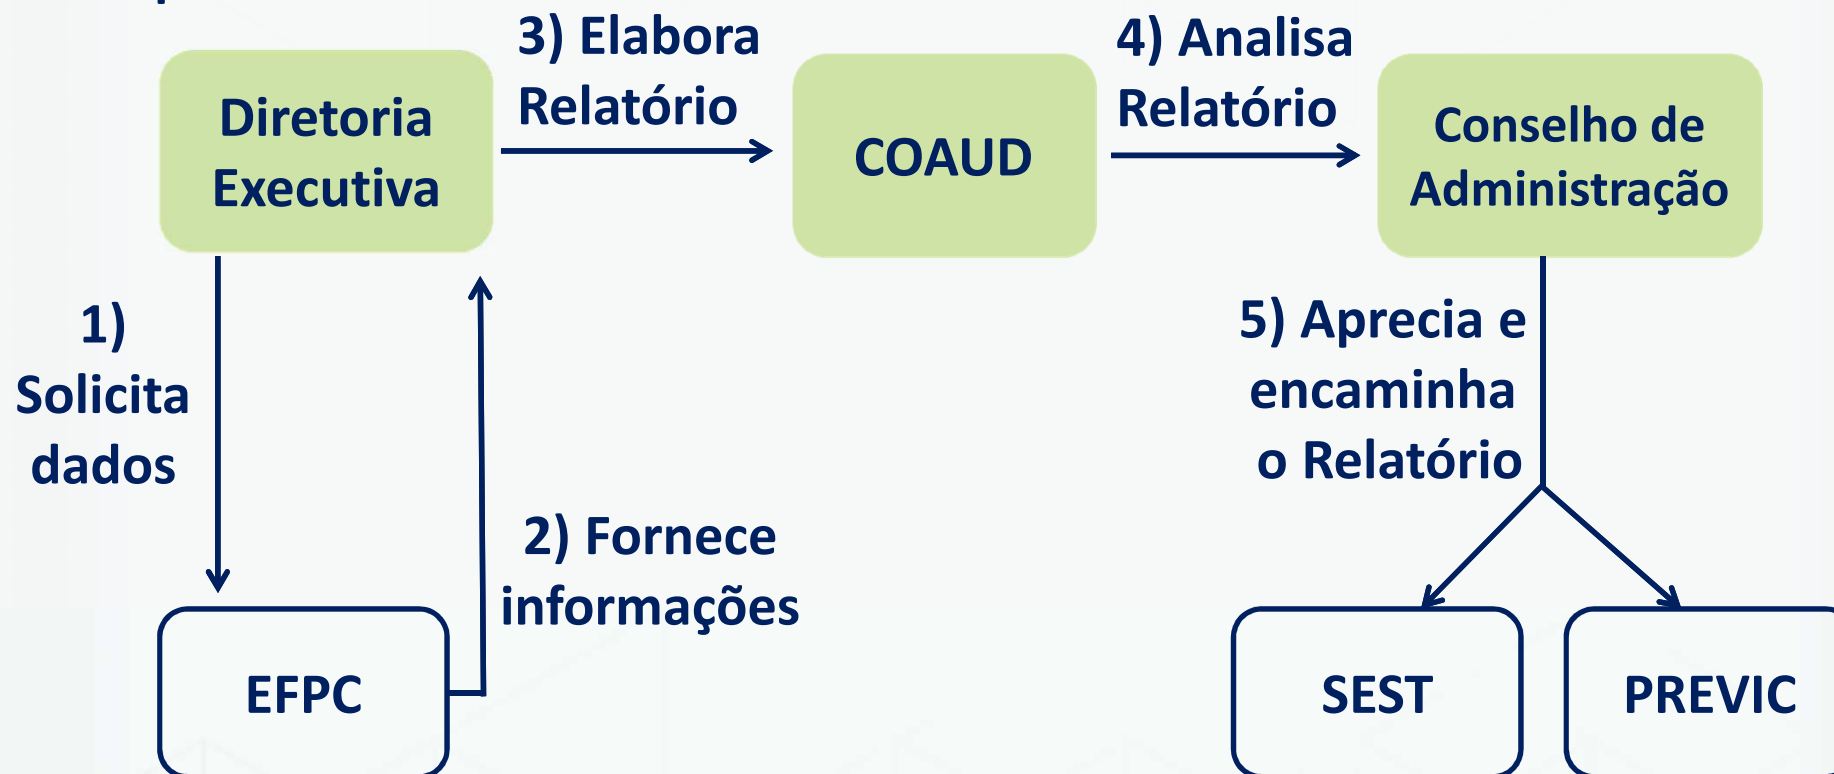 Diretoria
Executiva
3) Elabora
Relatório
COAUD
4) Analisa
Relatório
Conselho de
Administração
1)
Solicita
dados
2) Fornece
informações
5) Aprecia e
encaminha
o Relatório
EFPC
SEST
PREVIC